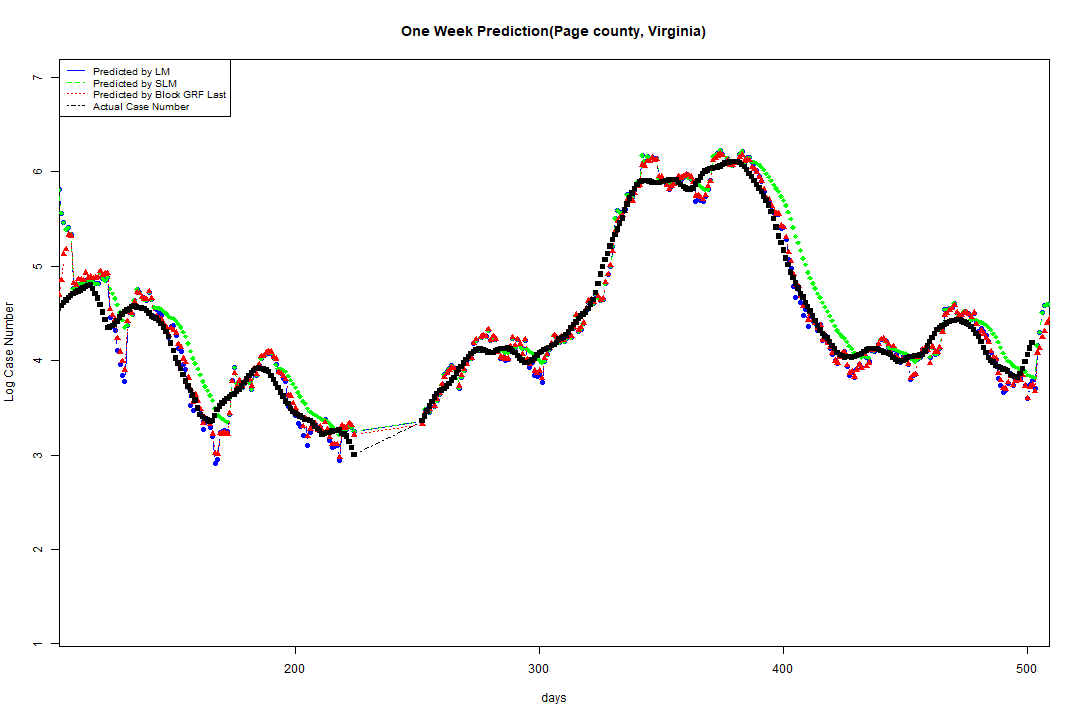 One Week Prediction(Page county, Virginia)
Predicted by LM
Predicted by SLM
Predicted by Block GRF Last
Actual Case Number
7
6
5
4
3
2
1
Log Case Number
200
300
400
500
days